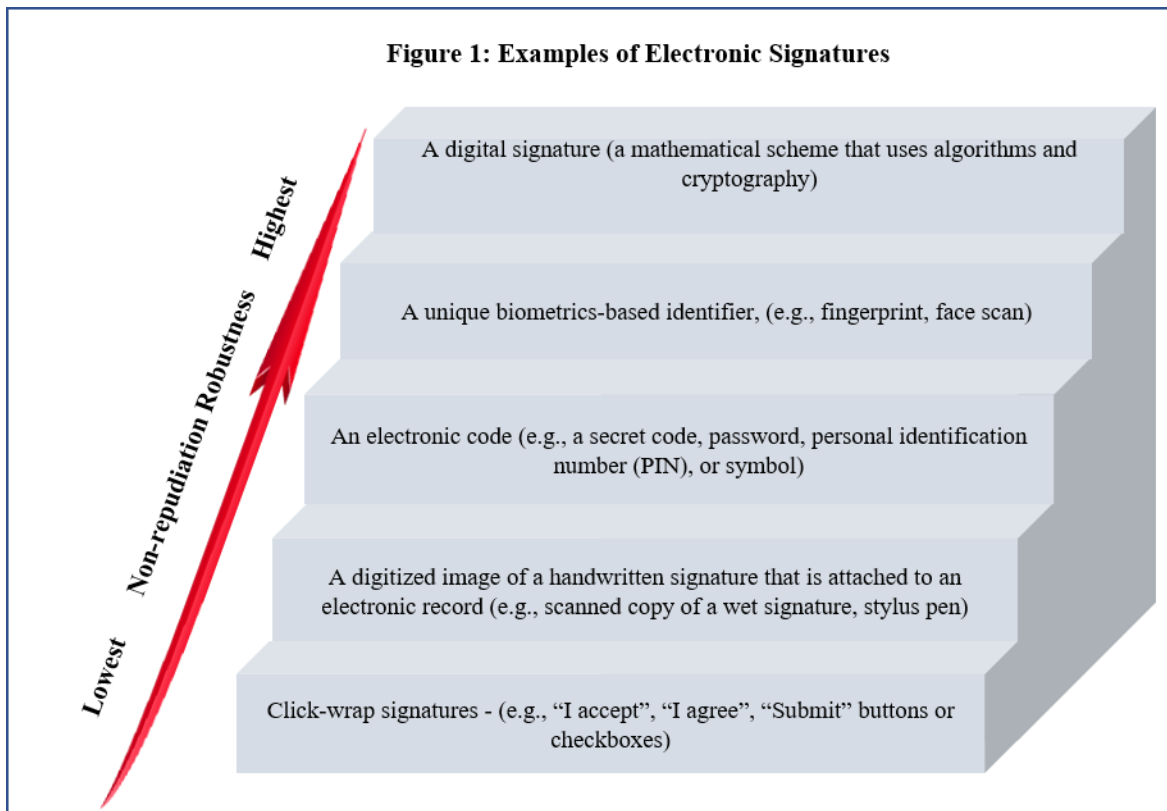 Figure 1: Examples of Electronic Signatures
A digital signature (a mathematical scheme that uses algorithms and
cryptography)
A unique biometrics-based identifier, (e.g., fingerprint, face scan)
An electronic code (e.g., a secret code, password, personal identification
number (PIN), or symbol)
A digitized image of a handwritten signature that is attached to an
electronic record (e.g., scanned copy of a wet signature, stylus pen)
Click-wrap signatures - (e.g., “I accept”, “I agree”, “Submit” buttons or
checkboxes)
Lowest Non-repudiation Robustness Highest